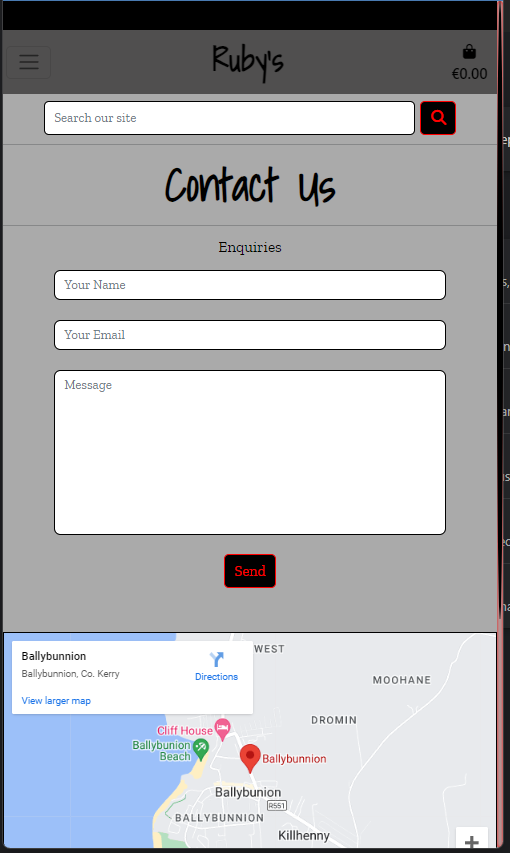 Ruby's
€0.00
Search our site
Contact Us
Enquiries
Your Name
Your Email
Message
Send
Ballybunnion
Ballybunnion, Co. Kerry
Directions
View larger map
WEST
MOOHANE
DROMIN
Cliff House
Ballybunion
Beach
Ballybunnion
Ballybunion
R551
BALLYBUNNION
Killhenny
+